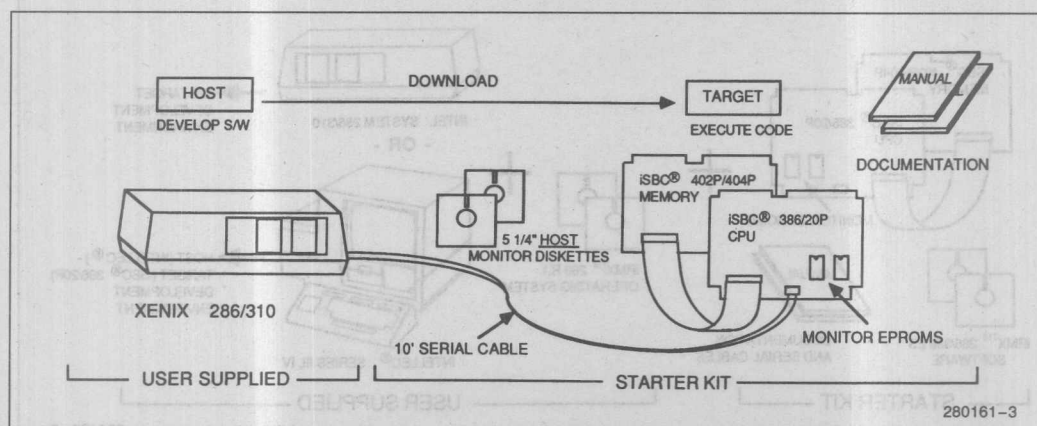 HOST
DEVELOP S/W
DOWNLOAD
TARGET
EXECUTE CODE
MANUAL
DOCUMENTATION
iSBC® 402P/404P
MEMORY
iSBC® 386/20P
CPU
5 1/4" HOST
MONITOR DISKETTES
XENIX 286/310
10' SERIAL CABLE
MONITOR EPROMS
USER SUPPLIED
STARTER KIT
280161-3